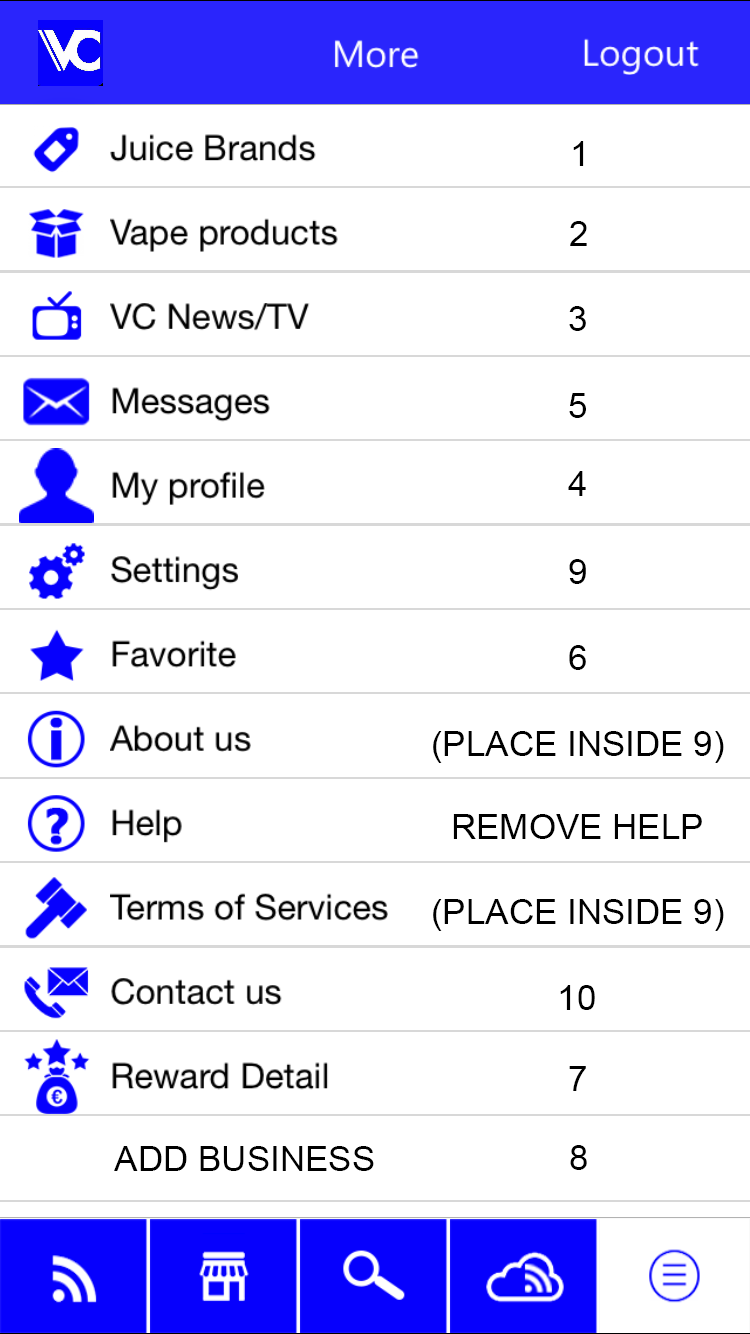 VC More Logout
Juice Brands 1
Vape products 2
VC News/TV 3
Messages 5
My profile 4
Settings 9
Favorite 6
About us (PLACE INSIDE 9)
Help REMOVE HELP
Terms of Services (PLACE INSIDE 9)
Contact us 10
Reward Detail 7
ADD BUSINESS 8